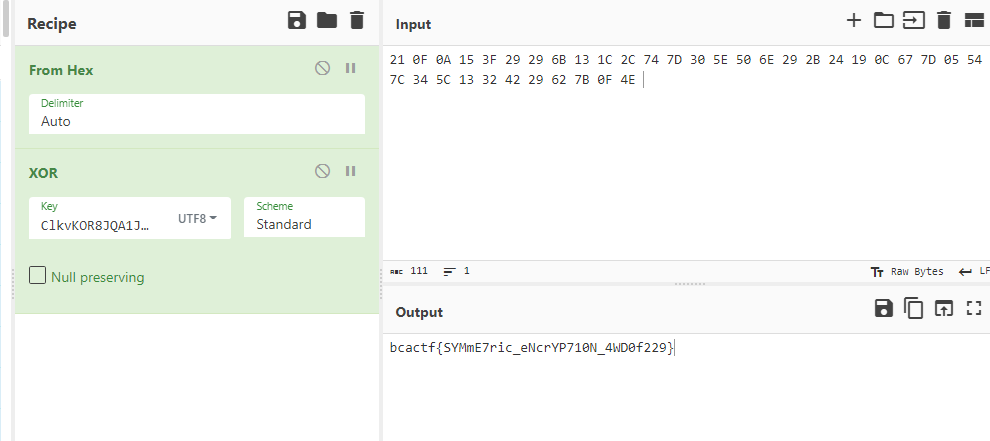 Recipe
From Hex
Delimiter
Auto
XOR
Key
ClkvKOR8JQA1J…
UTF8
Scheme
Standard
Null preserving
Input
21 0F 0A 15 3F 29 29 6B 13 1C 2C 74 7D 30 5E 50 6E 29 2B 24 19 0C 67 7D 05 54
7C 34 5C 13 32 42 29 62 7B 0F 4E
ABC 111
1
Tт Raw Bytes
LF
Output
bcactf{SYMmE7ric_eNcrYP710N_4WD0f229}